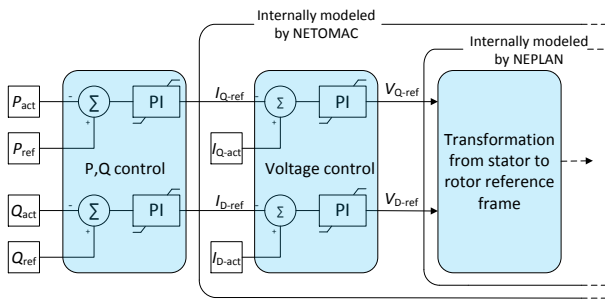 Internally modeled
by NETOMAC
Internally modeled
by NEPLAN
Pact
-
Σ
PI
IQ-ref
-
Σ
PI
VQ-ref
Pref
+
IQ-act
+
P,Q control
Voltage control
Transformation
from stator to
rotor reference
frame
Qact
-
Σ
PI
ID-ref
-
Σ
PI
VD-ref
Qref
+
ID-act
+